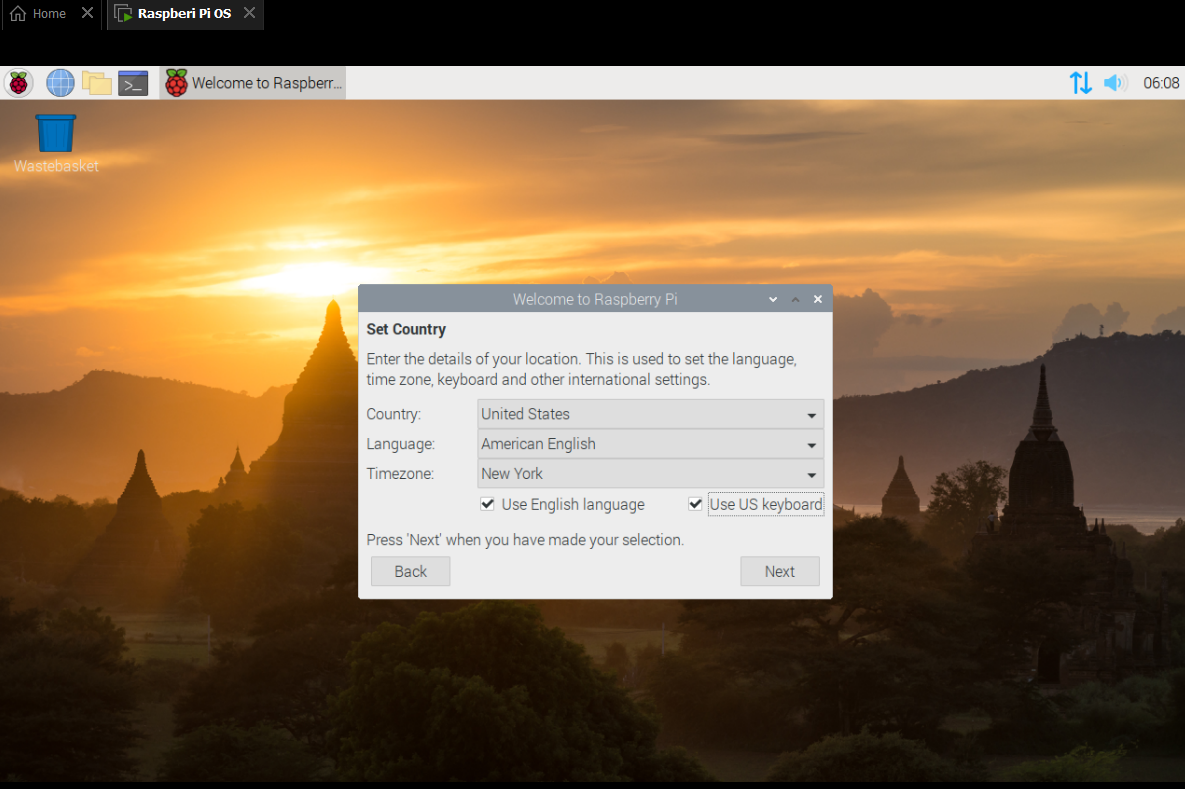 Home
Raspberi Pi OS
Welcome to Raspberr...
06:08
Wastebasket
Welcome to Raspberry Pi
Set Country
Enter the details of your location. This is used to set the language,
time zone, keyboard and other international settings.
Country: United States
Language: American English
Timezone: New York
Use English language Use US keyboard
Press 'Next' when you have made your selection.
Back Next